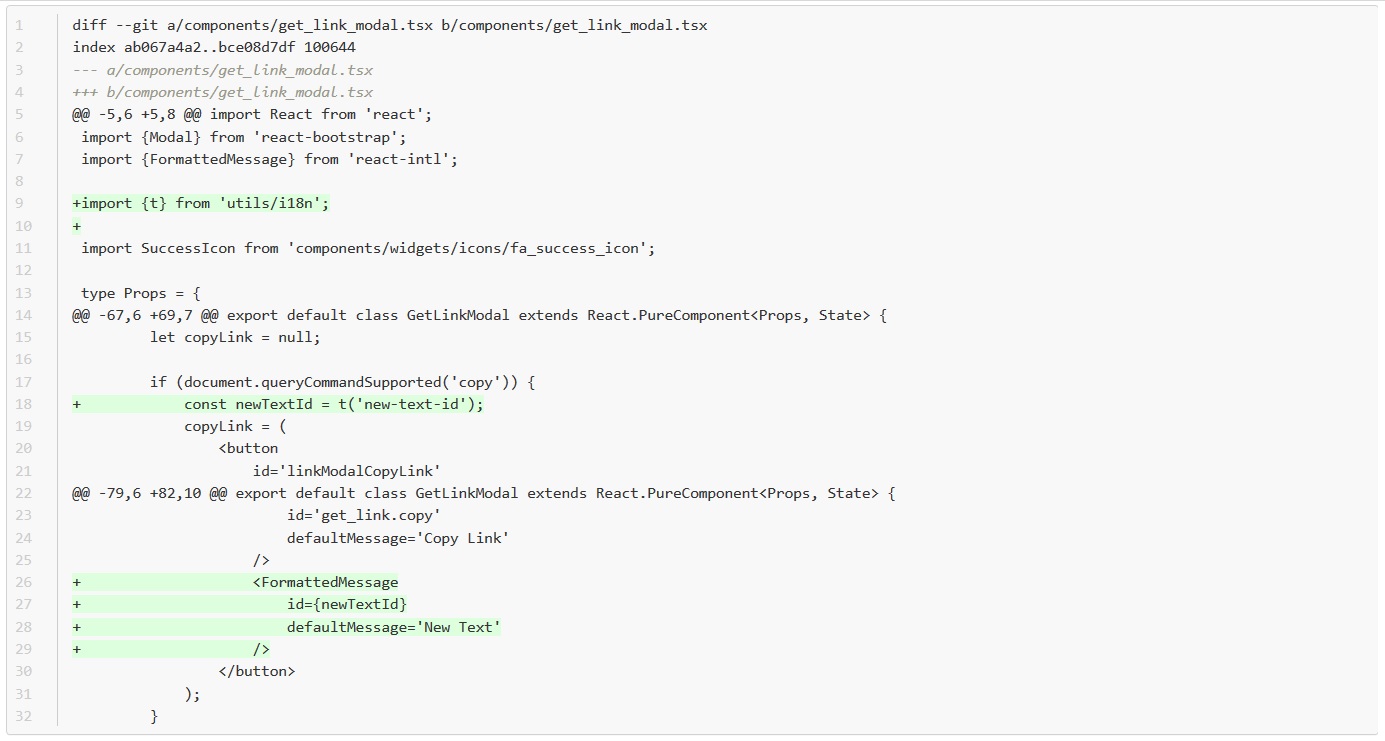 1 diff --git a/components/get_link_modal.tsx b/components/get_link_modal.tsx
2 index ab067a4a2..bce08d7df 100644
3 --- a/components/get_link_modal.tsx
4 +++ b/components/get_link_modal.tsx
5 @@ -5,6 +5,8 @@ import React from 'react';
6  import {Modal} from 'react-bootstrap';
7  import {FormattedMessage} from 'react-intl';
8
9 +import {t} from 'utils/i18n';
10 +
11  import SuccessIcon from 'components/widgets/icons/fa_success_icon';
12
13  type Props = {
14 @@ -67,6 +69,7 @@ export default class GetLinkModal extends React.PureComponent<Props, State> {
15          let copyLink = null;
16
17          if (document.queryCommandSupported('copy')) {
18 +            const newTextId = t('new-text-id');
19              copyLink = (
20                  <button
21                      id='linkModalCopyLink'
22 @@ -79,6 +82,10 @@ export default class GetLinkModal extends React.PureComponent<Props, State> {
23                          id='get_link.copy'
24                          defaultMessage='Copy Link'
25                      />
26 +                    <FormattedMessage
27 +                        id={newTextId}
28 +                        defaultMessage='New Text'
29 +                    />
30                  </button>
31              );
32          }